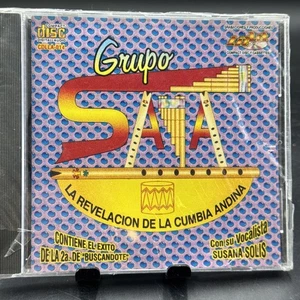 disc
Grupo
SAYA
LA REVELACION DE LA CUMBIA ANDINA
CONTIENE EL EXITO
DE LA 2a. DE "BUSCANDOTE"
Con su Vocalista
SUSANA SOLIS